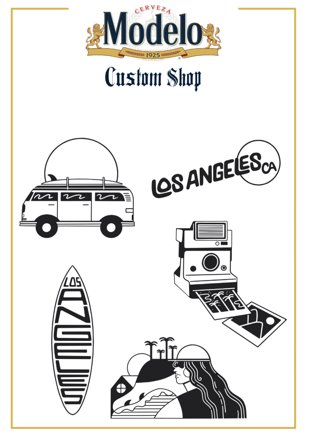 CERVEZA
Modelo
1925
Custom Shop
LOS ANGELES CA
LOS
ANGELES